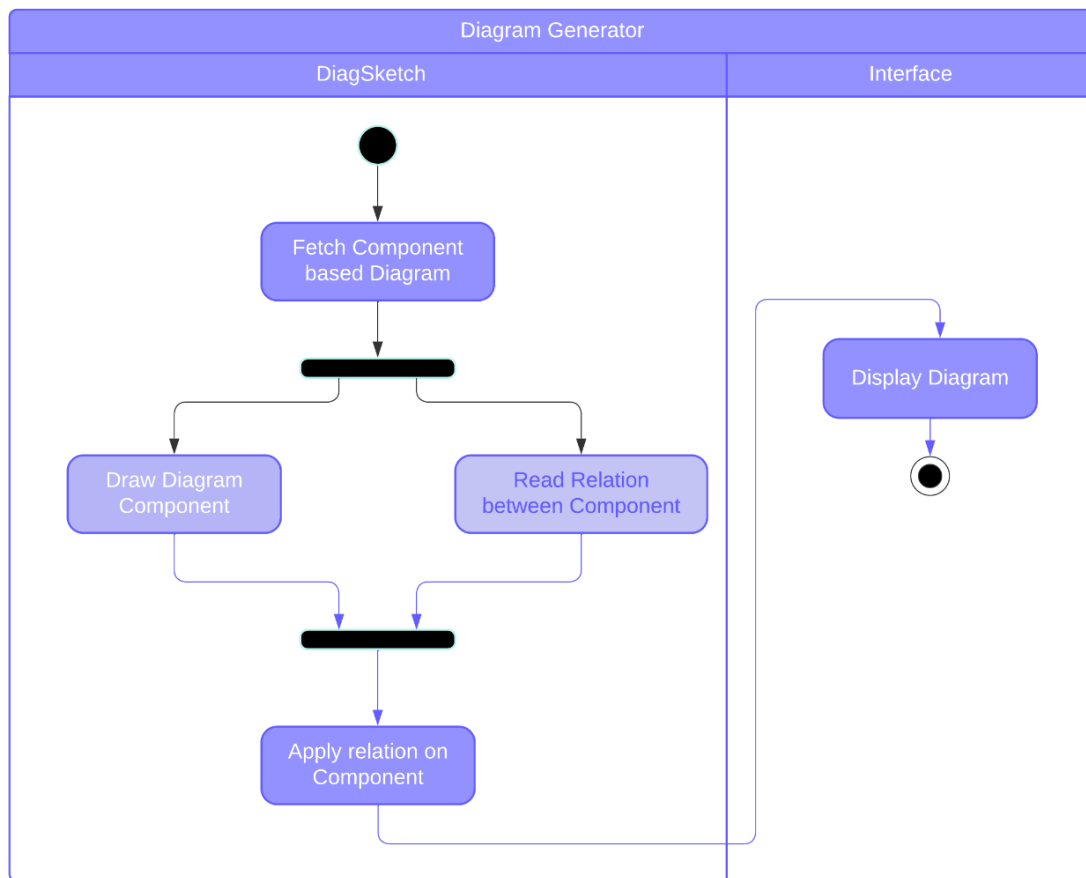 Diagram Generator
DiagSketch
Interface
Fetch Component
based Diagram
Display Diagram
Draw Diagram
Component
Read Relation
between Component
Apply relation on
Component